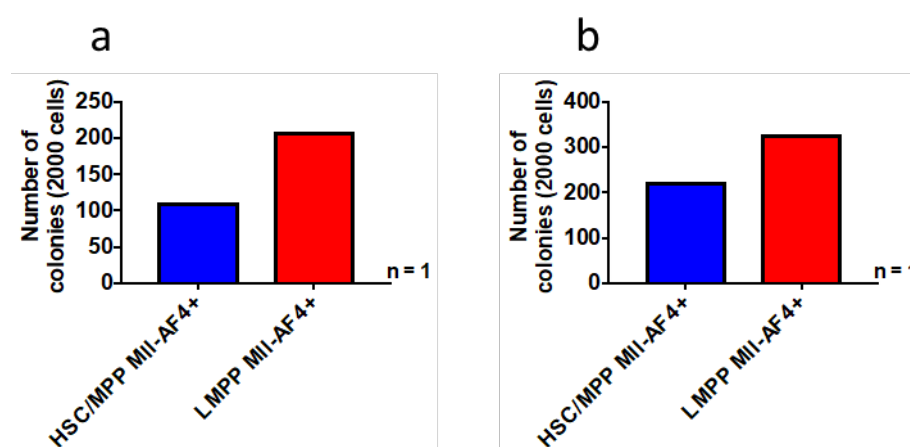 a
Number of
colonies (2000 cells)
250
200
150
100
50
0
n = 1
HSC/MPP Mll-AF4+
LMPP Mll-AF4+
b
Number of
colonies (2000 cells)
400
300
200
100
0
n = 1
HSC/MPP Mll-AF4+
LMPP Mll-AF4+